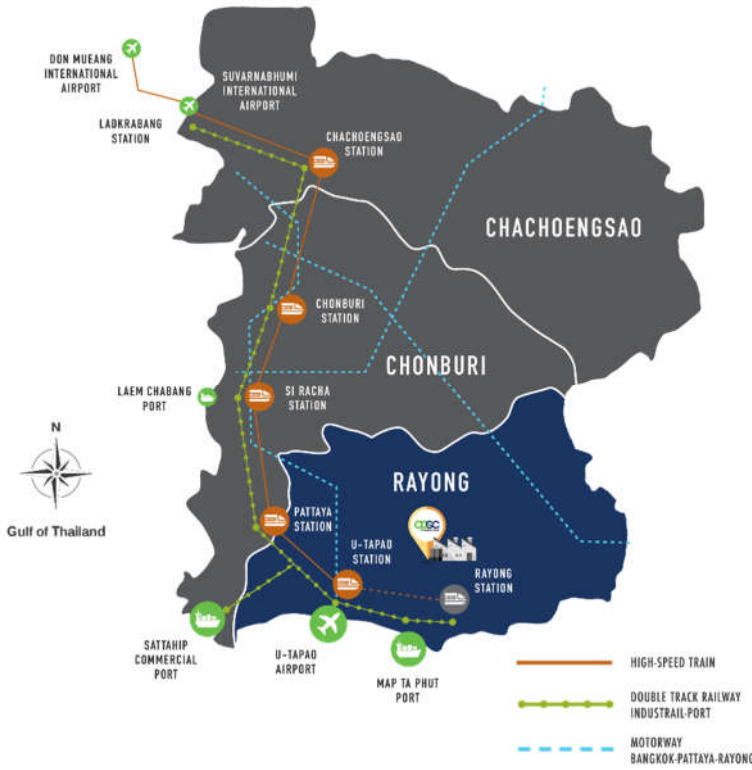 DON MUEANG
INTERNATIONAL
AIRPORT
SUVARNABHUMI
INTERNATIONAL
AIRPORT
LADKRABANG
STATION
CHACHOENGSAO
STATION
CHACHOENGSAO
CHONBURI
STATION
CHONBURI
LAEM CHABANG
PORT
SI RACHA
STATION
N
Gulf of Thailand
RAYONG
GC
PATTAYA
STATION
U-TAPAO
STATION
RAYONG
STATION
SATTAHIP
COMMERCIAL
PORT
U-TAPAO
AIRPORT
MAP TA PHUT
PORT
HIGH-SPEED TRAIN
DOUBLE TRACK RAILWAY
INDUSTRAIL-PORT
MOTORWAY
BANGKOK-PATTAYA-RAYONG